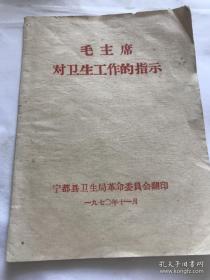 毛主席
对卫生工作的指示
宁都县卫生局革命委員会翻印
一九七〇年十一月
孔夫子旧书网